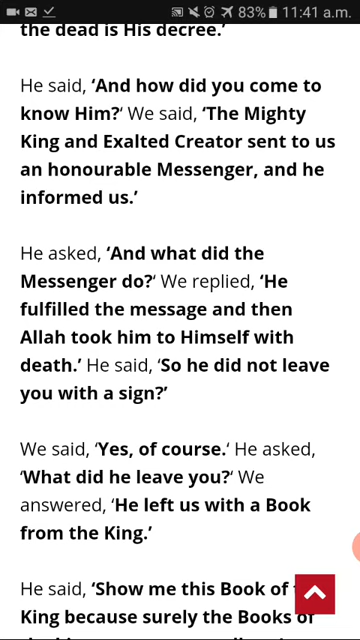 83% 11:41 a.m.
the dead is His decree.’
He said, ‘And how did you come to
know Him?‘ We said, ‘The Mighty
King and Exalted Creator sent to us
an honourable Messenger, and he
informed us.’
He asked, ‘And what did the
Messenger do?‘ We replied, ‘He
fulfilled the message and then
Allah took him to Himself with
death.’ He said, ‘So he did not leave
you with a sign?’
We said, ‘Yes, of course.‘ He asked,
‘What did he leave you?‘ We
answered, ‘He left us with a Book
from the King.’
He said, ‘Show me this Book of
King because surely the Books of